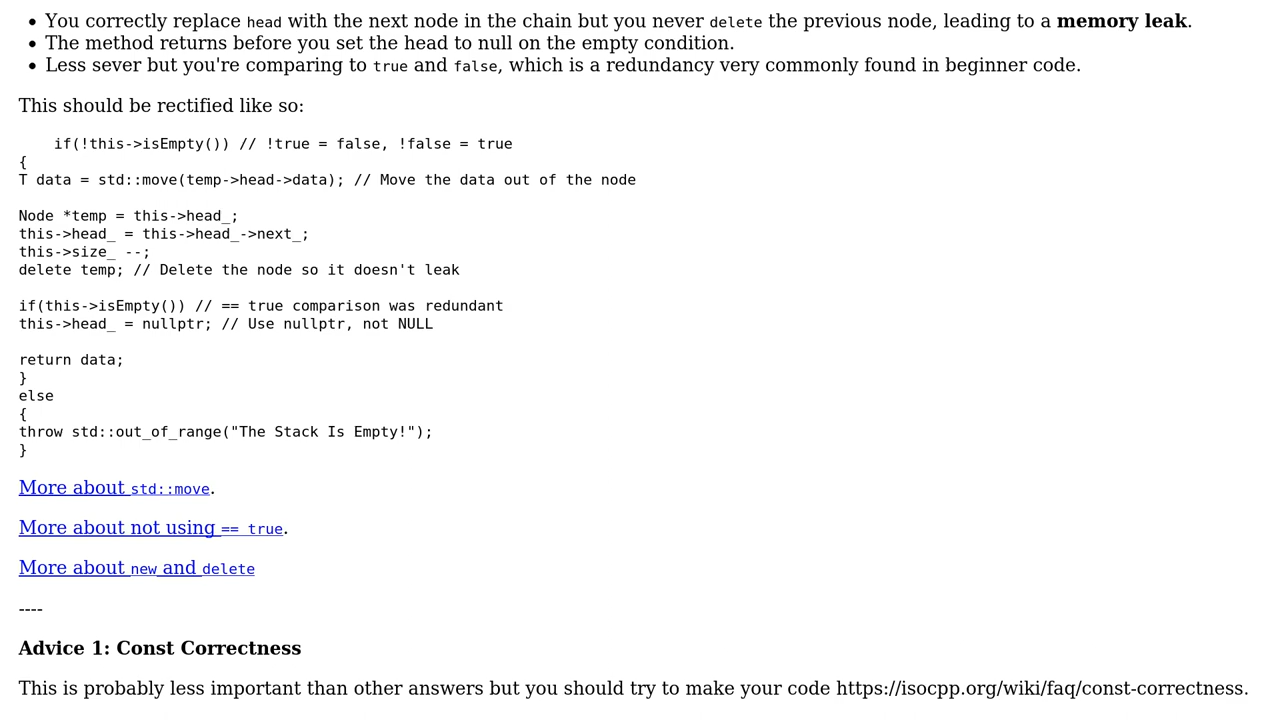 • You correctly replace head with the next node in the chain but you never delete the previous node, leading to a memory leak.
• The method returns before you set the head to null on the empty condition.
• Less sever but you're comparing to true and false, which is a redundancy very commonly found in beginner code.
This should be rectified like so:
if(!this->isEmpty()) // !true = false, !false = true
{
T data = std::move(temp->head->data); // Move the data out of the node
Node *temp = this->head_;
this->head_ = this->head_->next_;
this->size_ --;
delete temp; // Delete the node so it doesn't leak
if(this->isEmpty()) // == true comparison was redundant
this->head_ = nullptr; // Use nullptr, not NULL
return data;
}
else
{
throw std::out_of_range("The Stack Is Empty!");
}
More about std::move.
More about not using == true.
More about new and delete
----
Advice 1: Const Correctness
This is probably less important than other answers but you should try to make your code https://isocpp.org/wiki/faq/const-correctness.